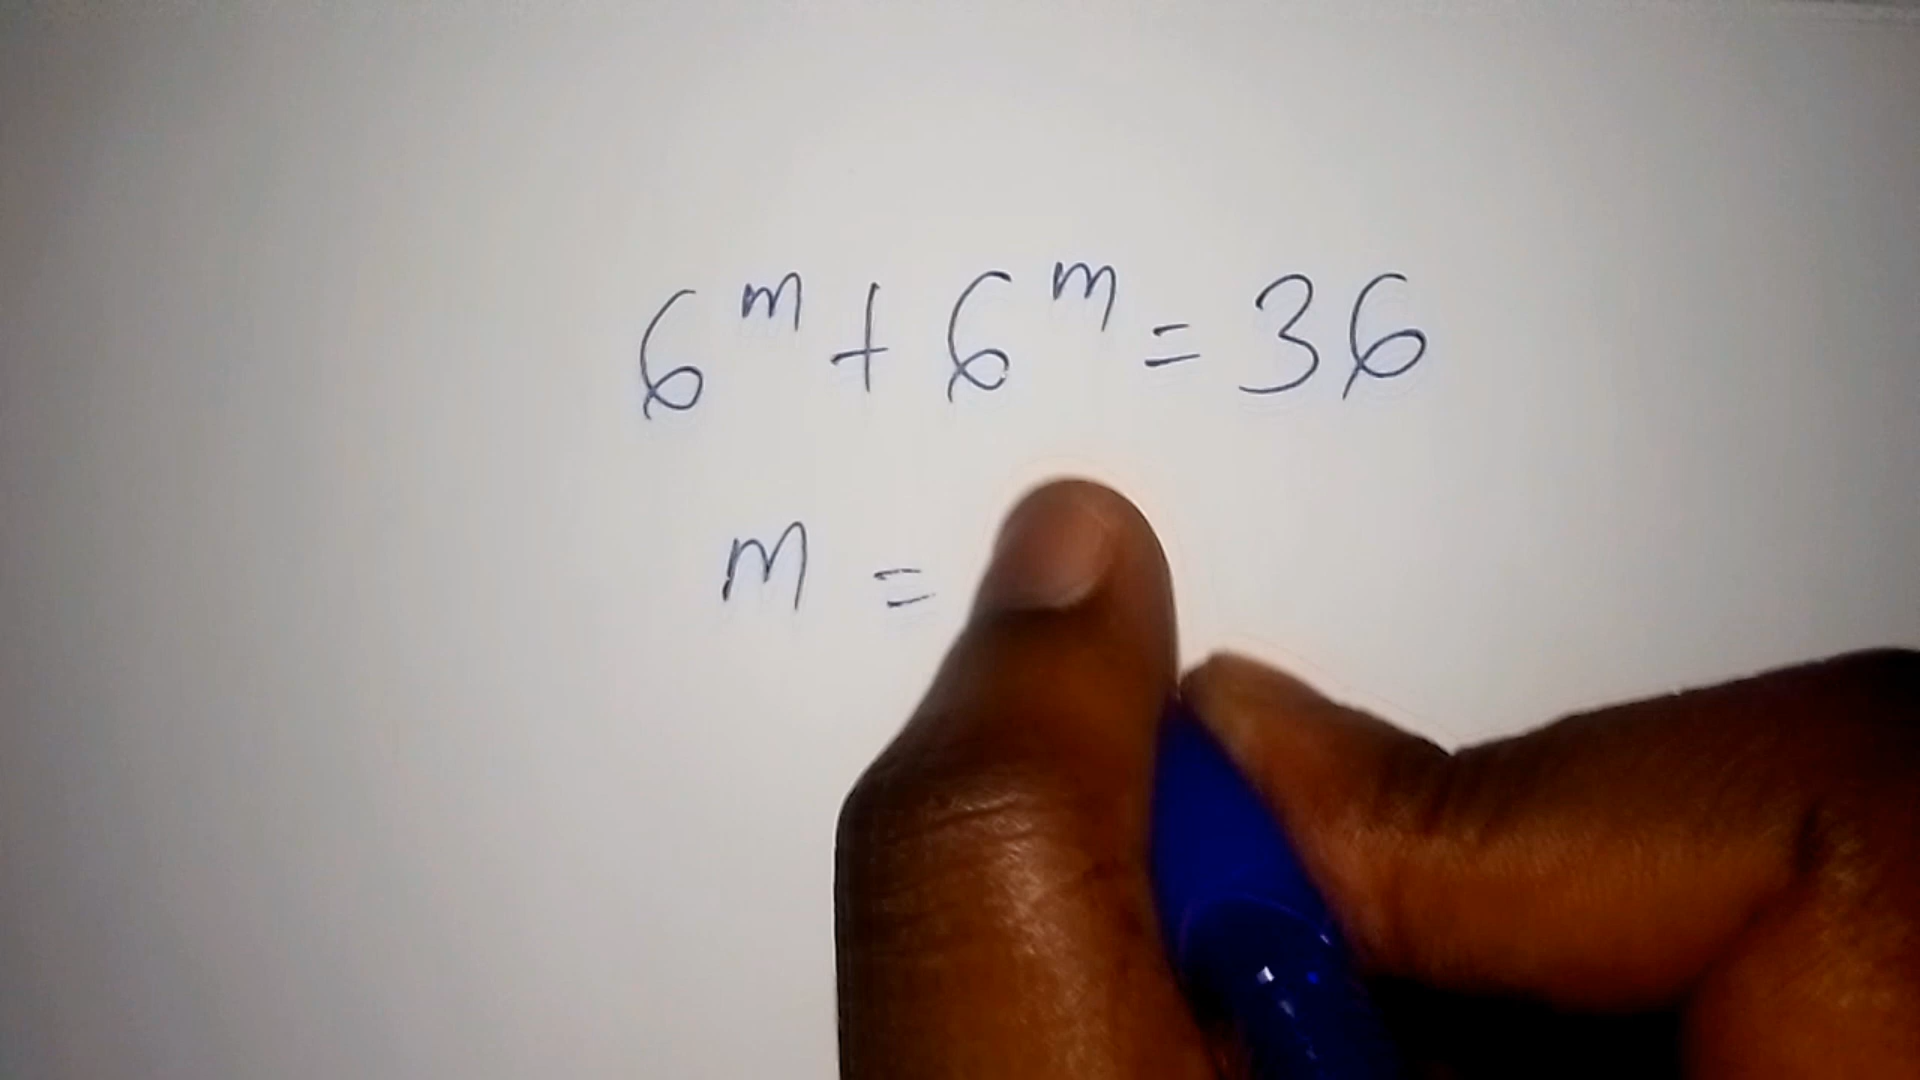 6^m + 6^m = 36
m =